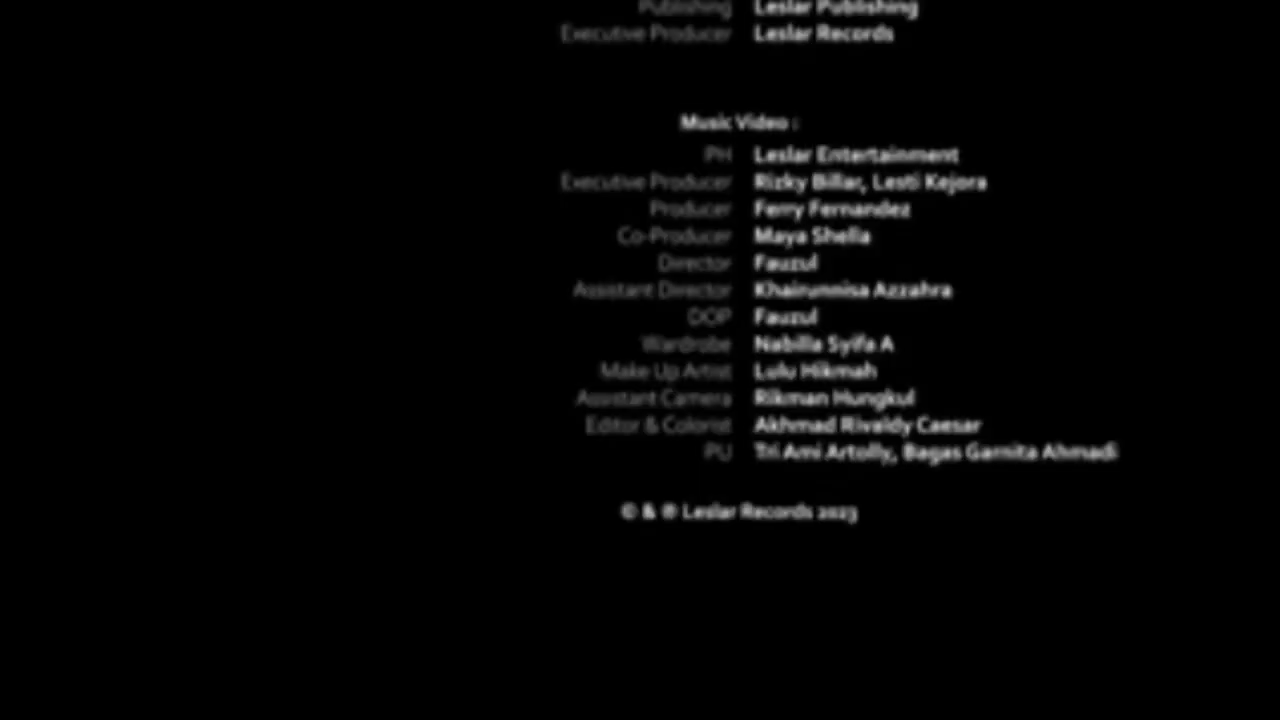 Publishing Leslar Publishing
Executive Producer Leslar Records
Music Video :
PH Leslar Entertainment
Executive Producer Rizky Billar, Lesti Kejora
Producer Ferry Fernandez
Co-Producer Maya Shella
Director Fauzul
Assistant Director Khairunnisa Azzahra
DOP Fauzul
Wardrobe Nabilla Syifa A
Make Up Artist Lulu Hikmah
Assistant Camera Rikman Hungkul
Editor & Colorist Akhmad Rivaldy Caesar
PU Tri Ami Artolly, Bagas Garnita Ahmadi
© & ℗ Leslar Records 2023